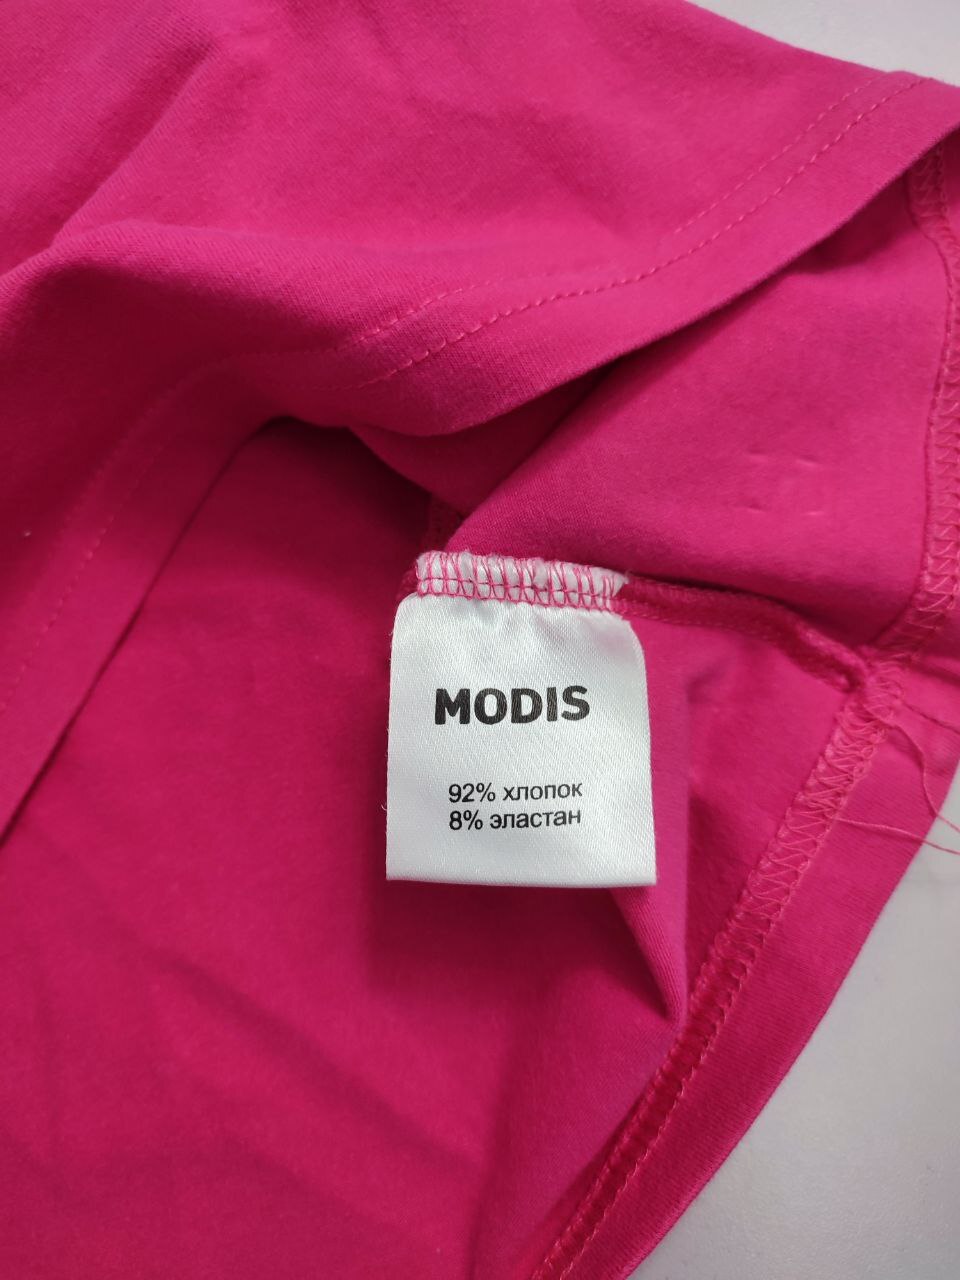 MODIS
92% хлопок
8% эластан